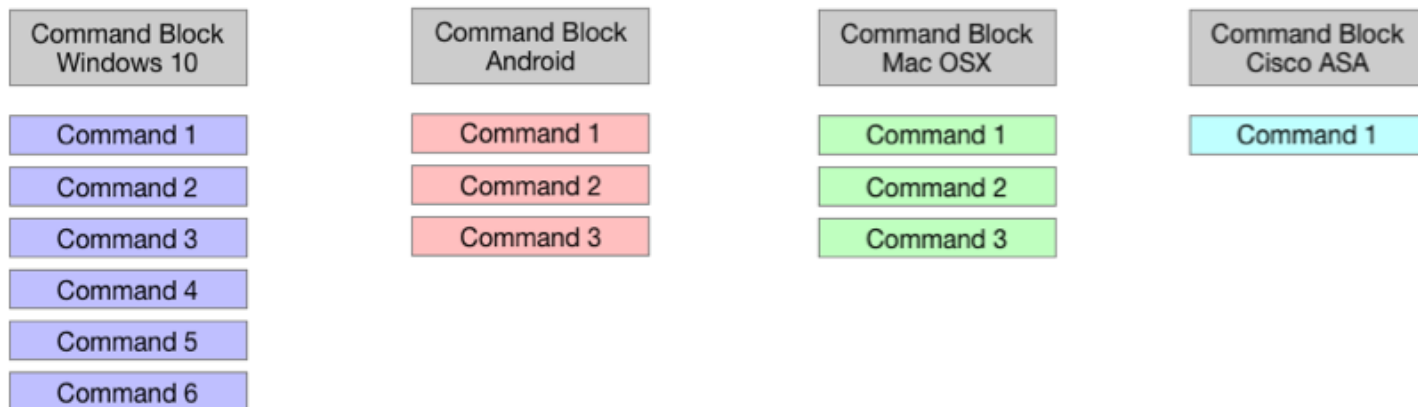 Command Block
Windows 10
Command 1
Command 2
Command 3
Command 4
Command 5
Command 6
Command Block
Android
Command 1
Command 2
Command 3
Command Block
Mac OSX
Command 1
Command 2
Command 3
Command Block
Cisco ASA
Command 1